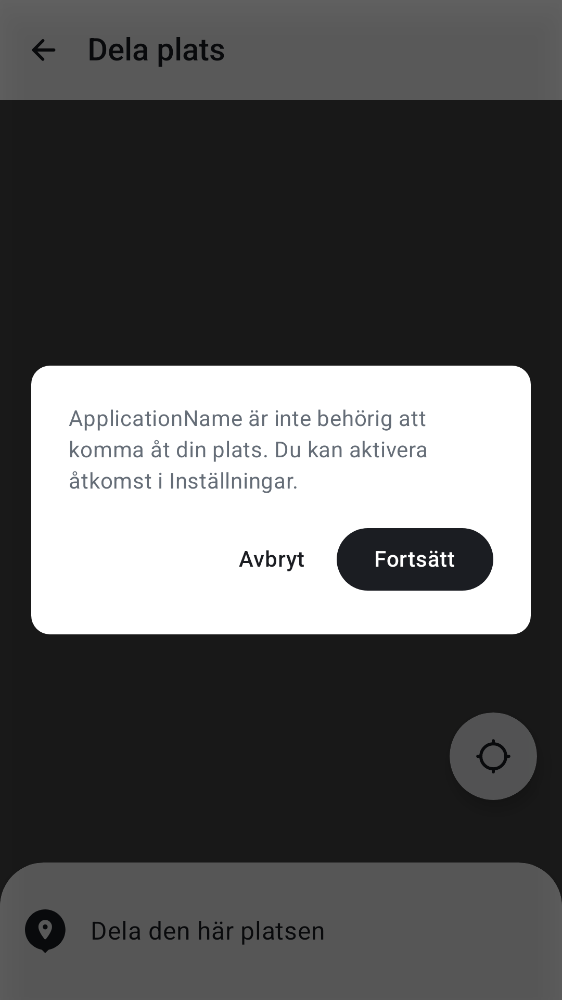 Dela plats
ApplicationName är inte behörig att
komma åt din plats. Du kan aktivera
åtkomst i Inställningar.
Avbryt
Fortsätt
Dela den här platsen